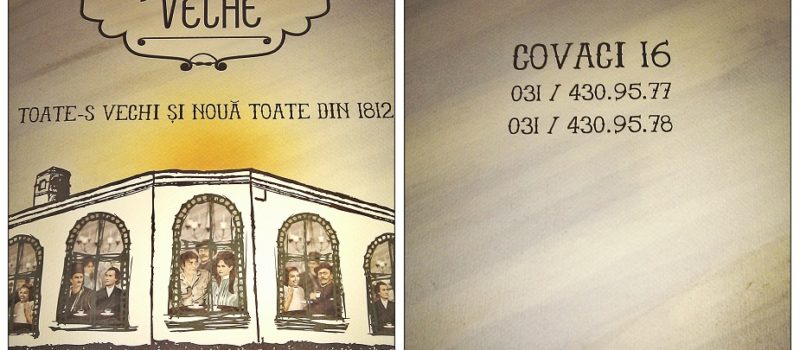 VECHE
TOATE-S VECHI ȘI NOUĂ TOATE DIN 1812
COVACI 16
031 / 430.95.77
031 / 430.95.78